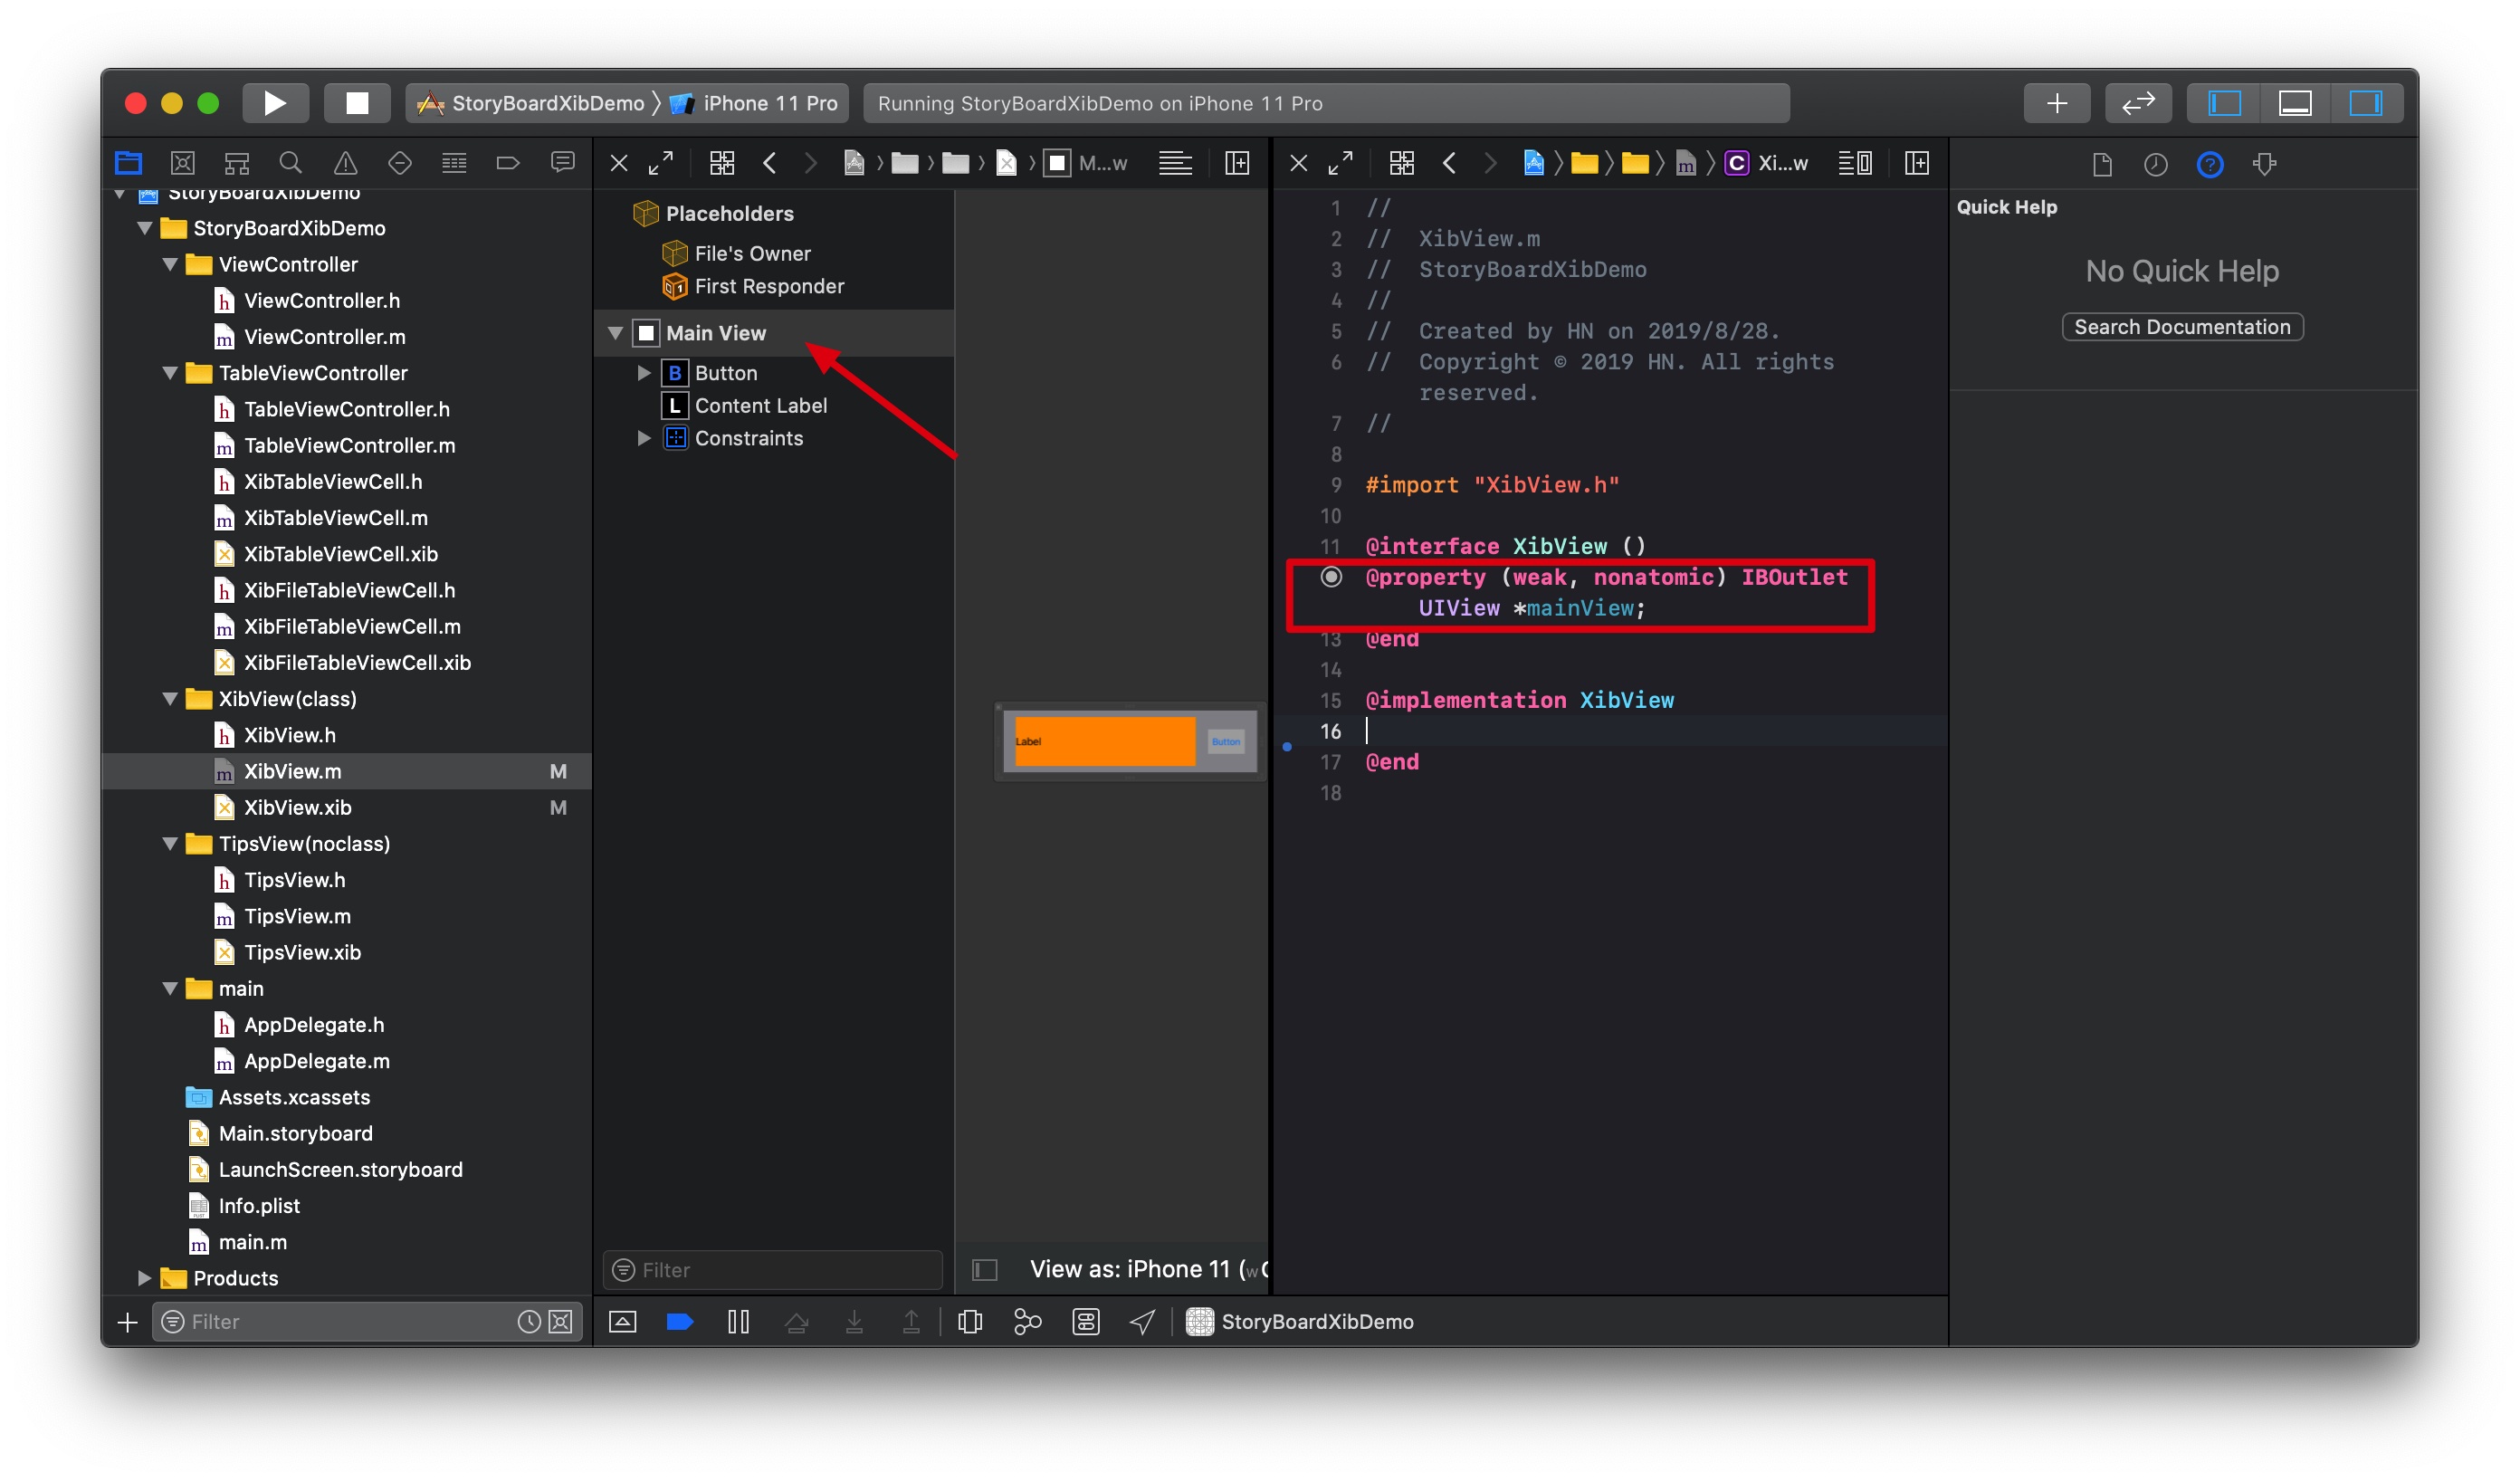 StoryBoardXibDemo
iPhone 11 Pro
Running StoryBoardXibDemo on iPhone 11 Pro
M...w
Xi...w
StoryBoardXibDemo
StoryBoardXibDemo
ViewController
ViewController.h
ViewController.m
TableViewController
TableViewController.h
TableViewController.m
XibTableViewCell.h
XibTableViewCell.m
XibTableViewCell.xib
XibFileTableViewCell.h
XibFileTableViewCell.m
XibFileTableViewCell.xib
XibView(class)
XibView.h
XibView.m M
XibView.xib M
TipsView(noclass)
TipsView.h
TipsView.m
TipsView.xib
main
AppDelegate.h
AppDelegate.m
Assets.xcassets
Main.storyboard
LaunchScreen.storyboard
Info.plist
main.m
Products
Filter
Placeholders
File's Owner
First Responder
Main View
Button
Content Label
Constraints
Filter
Label
Button
View as: iPhone 11 (wC
1 //
2 // XibView.m
3 // StoryBoardXibDemo
4 //
5 // Created by HN on 2019/8/28.
6 // Copyright © 2019 HN. All rights
reserved.
7 //
8
9 #import "XibView.h"
10
11 @interface XibView ()
@property (weak, nonatomic) IBOutlet
UIView *mainView;
13 @end
14
15 @implementation XibView
16
17 @end
18
StoryBoardXibDemo
Quick Help
No Quick Help
Search Documentation